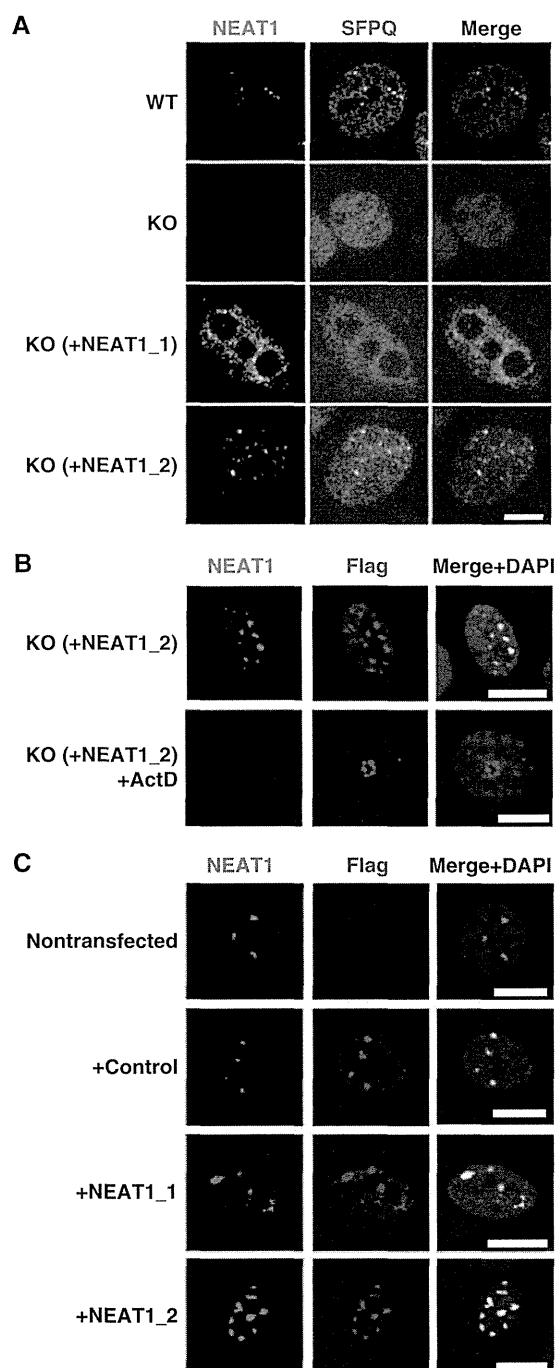 A
NEAT1 SFPQ Merge
WT
KO
KO (+NEAT1_1)
KO (+NEAT1_2)
B
NEAT1 Flag Merge+DAPI
KO (+NEAT1_2)
KO (+NEAT1_2)
+ActD
C
NEAT1 Flag Merge+DAPI
Nontransfected
+Control
+NEAT1_1
+NEAT1_2